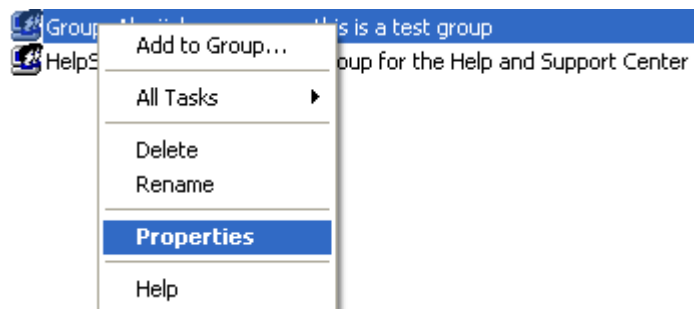 Group this is a test group
HelpS oup for the Help and Support Center
Add to Group...
All Tasks
Delete
Rename
Properties
Help